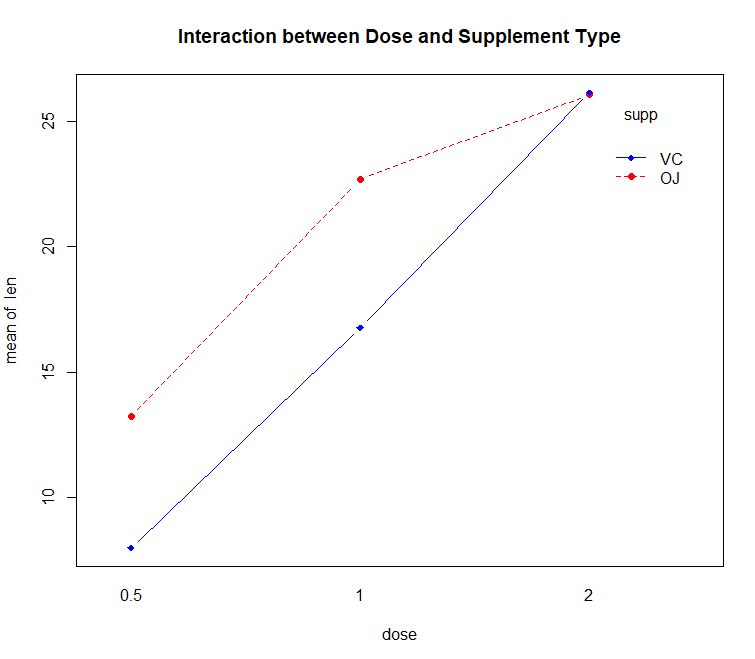 Interaction between Dose and Supplement Type
mean of len
25
20
15
10
supp
VC
OJ
0.5 1 2
dose